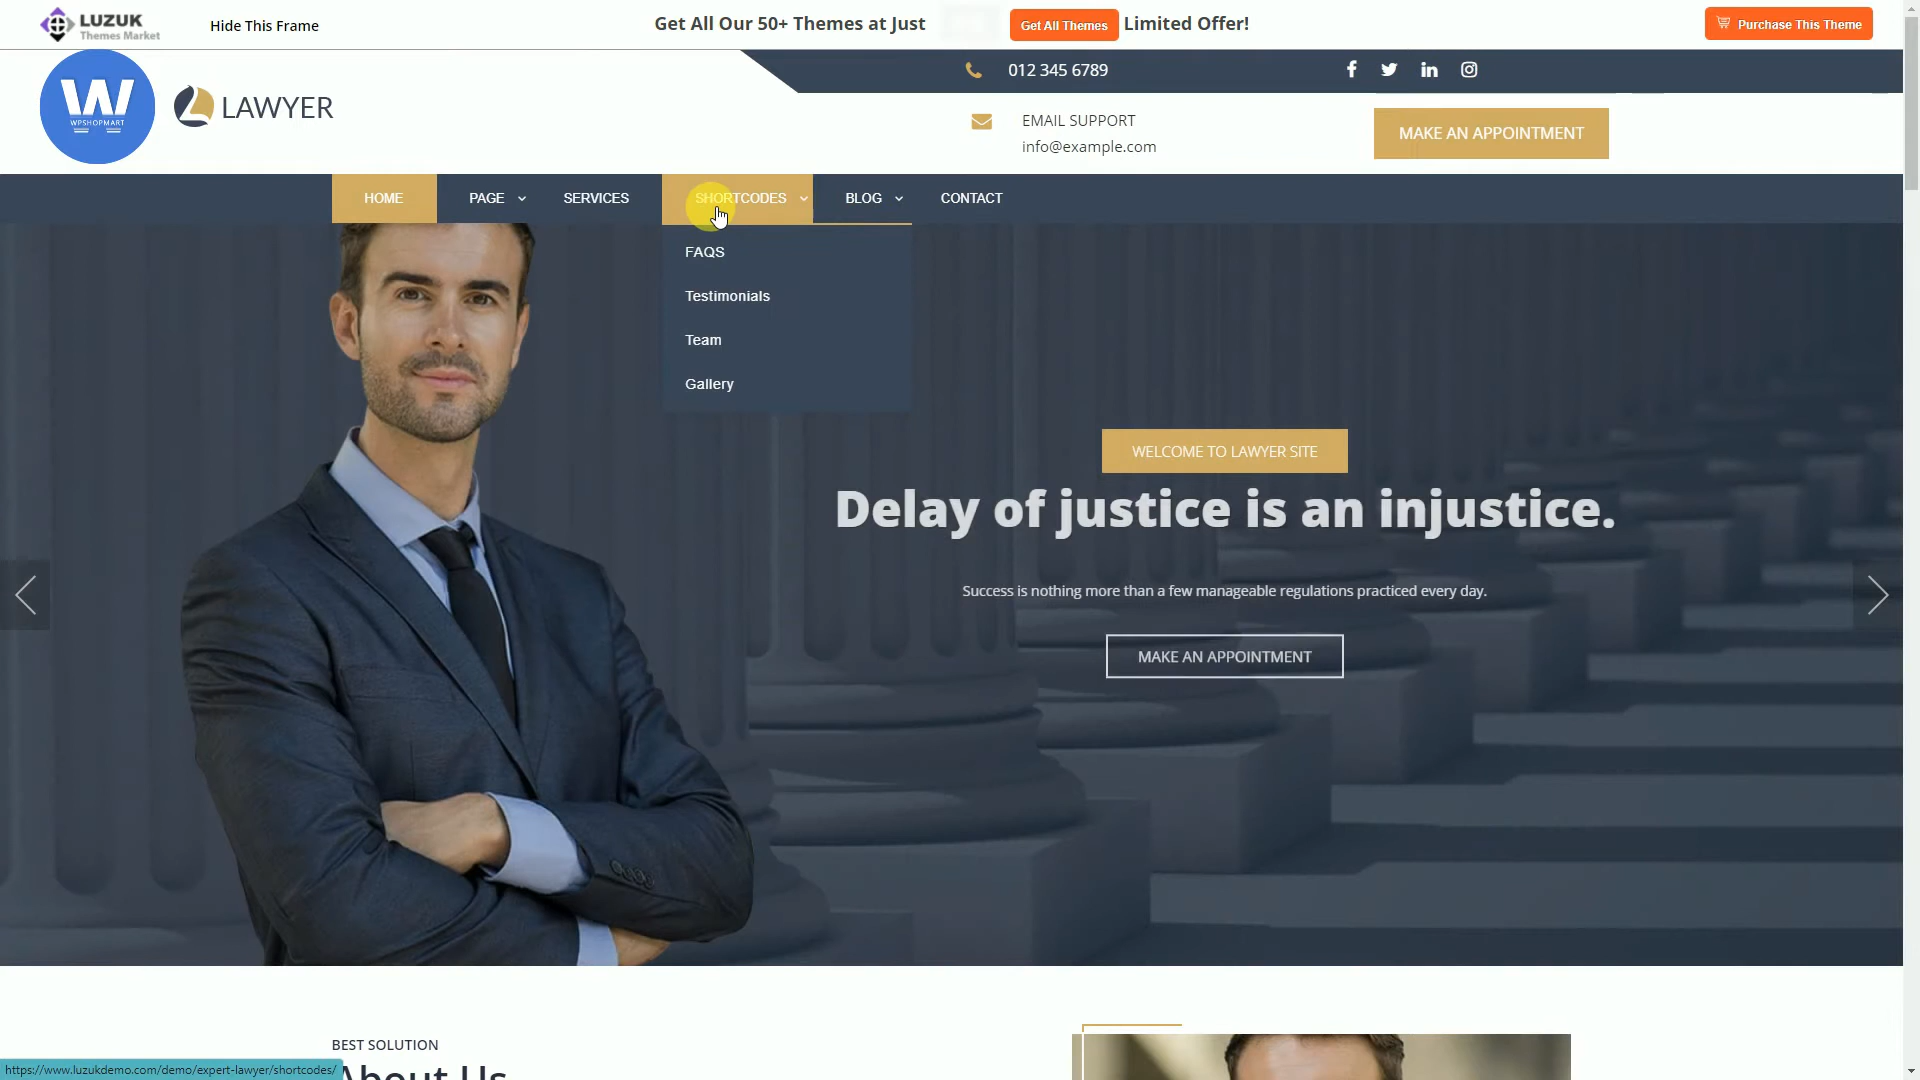 LUZUK
Themes Market
Hide This Frame
Get All Our 50+ Themes at Just
Get All Themes
Limited Offer!
Purchase This Theme
W
WPSHOPMART
LAWYER
012 345 6789
EMAIL SUPPORT
info@example.com
MAKE AN APPOINTMENT
HOME
PAGE
SERVICES
SHORTCODES
BLOG
CONTACT
FAQS
Testimonials
Team
Gallery
WELCOME TO LAWYER SITE
Delay of justice is an injustice.
Success is nothing more than a few manageable regulations practiced every day.
MAKE AN APPOINTMENT
BEST SOLUTION
About Us
https://www.luzukdemo.com/demo/expert-lawyer/shortcodes/